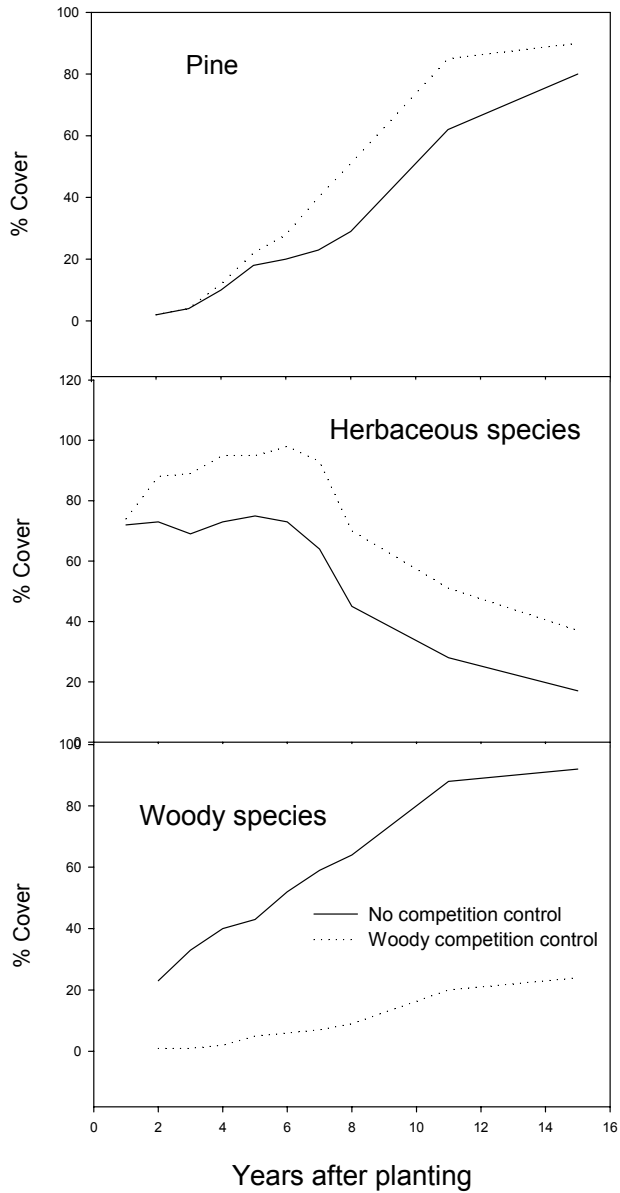 100
80
60
40
20
0
% Cover
Pine
120
100
80
60
40
20
0
% Cover
Herbaceous species
100
80
60
40
20
0
% Cover
Woody species
No competition control
Woody competition control
0 2 4 6 8 10 12 14 16
Years after planting